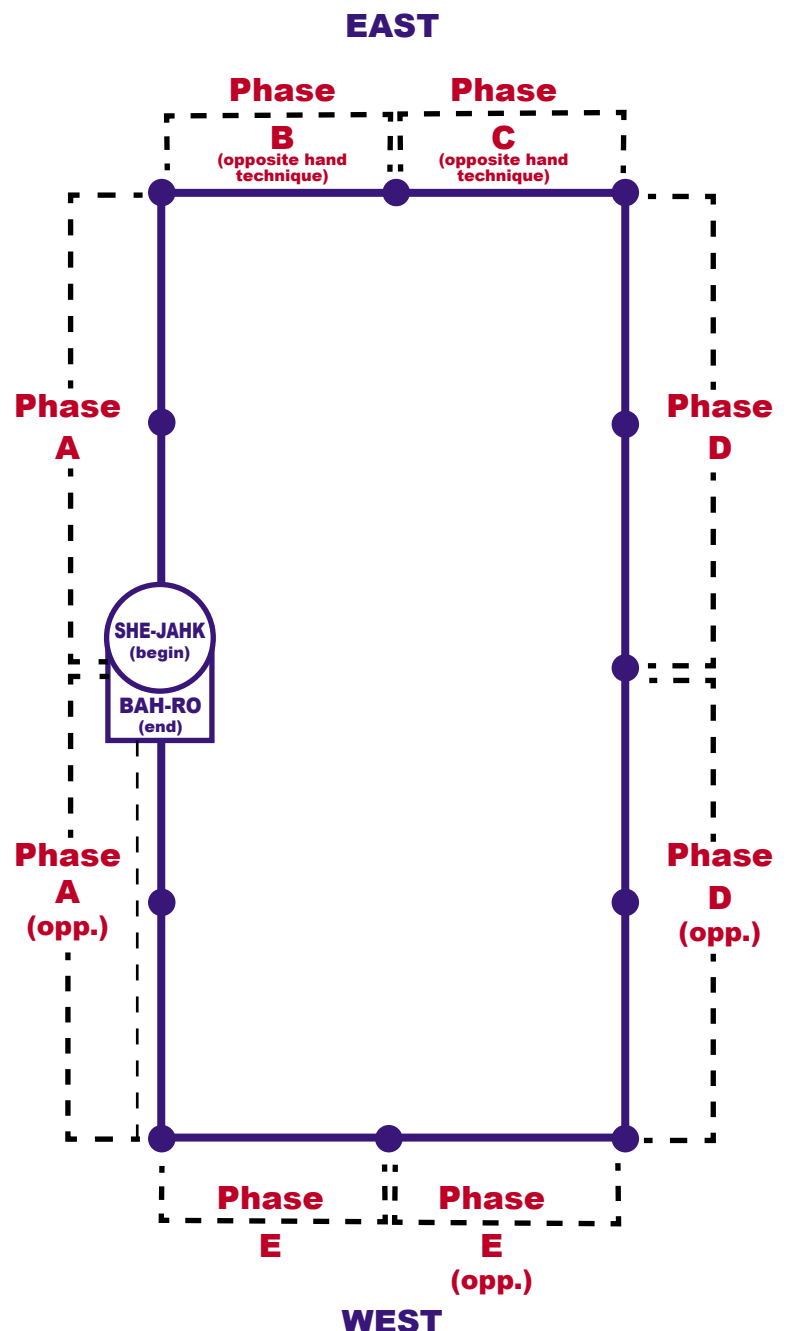 EAST
Phase
B
(opposite hand
technique)
Phase
C
(opposite hand
technique)
Phase
A
Phase
D
SHE-JAHK
(begin)
BAH-RO
(end)
Phase
A
(opp.)
Phase
D
(opp.)
Phase
E
Phase
E
(opp.)
WEST